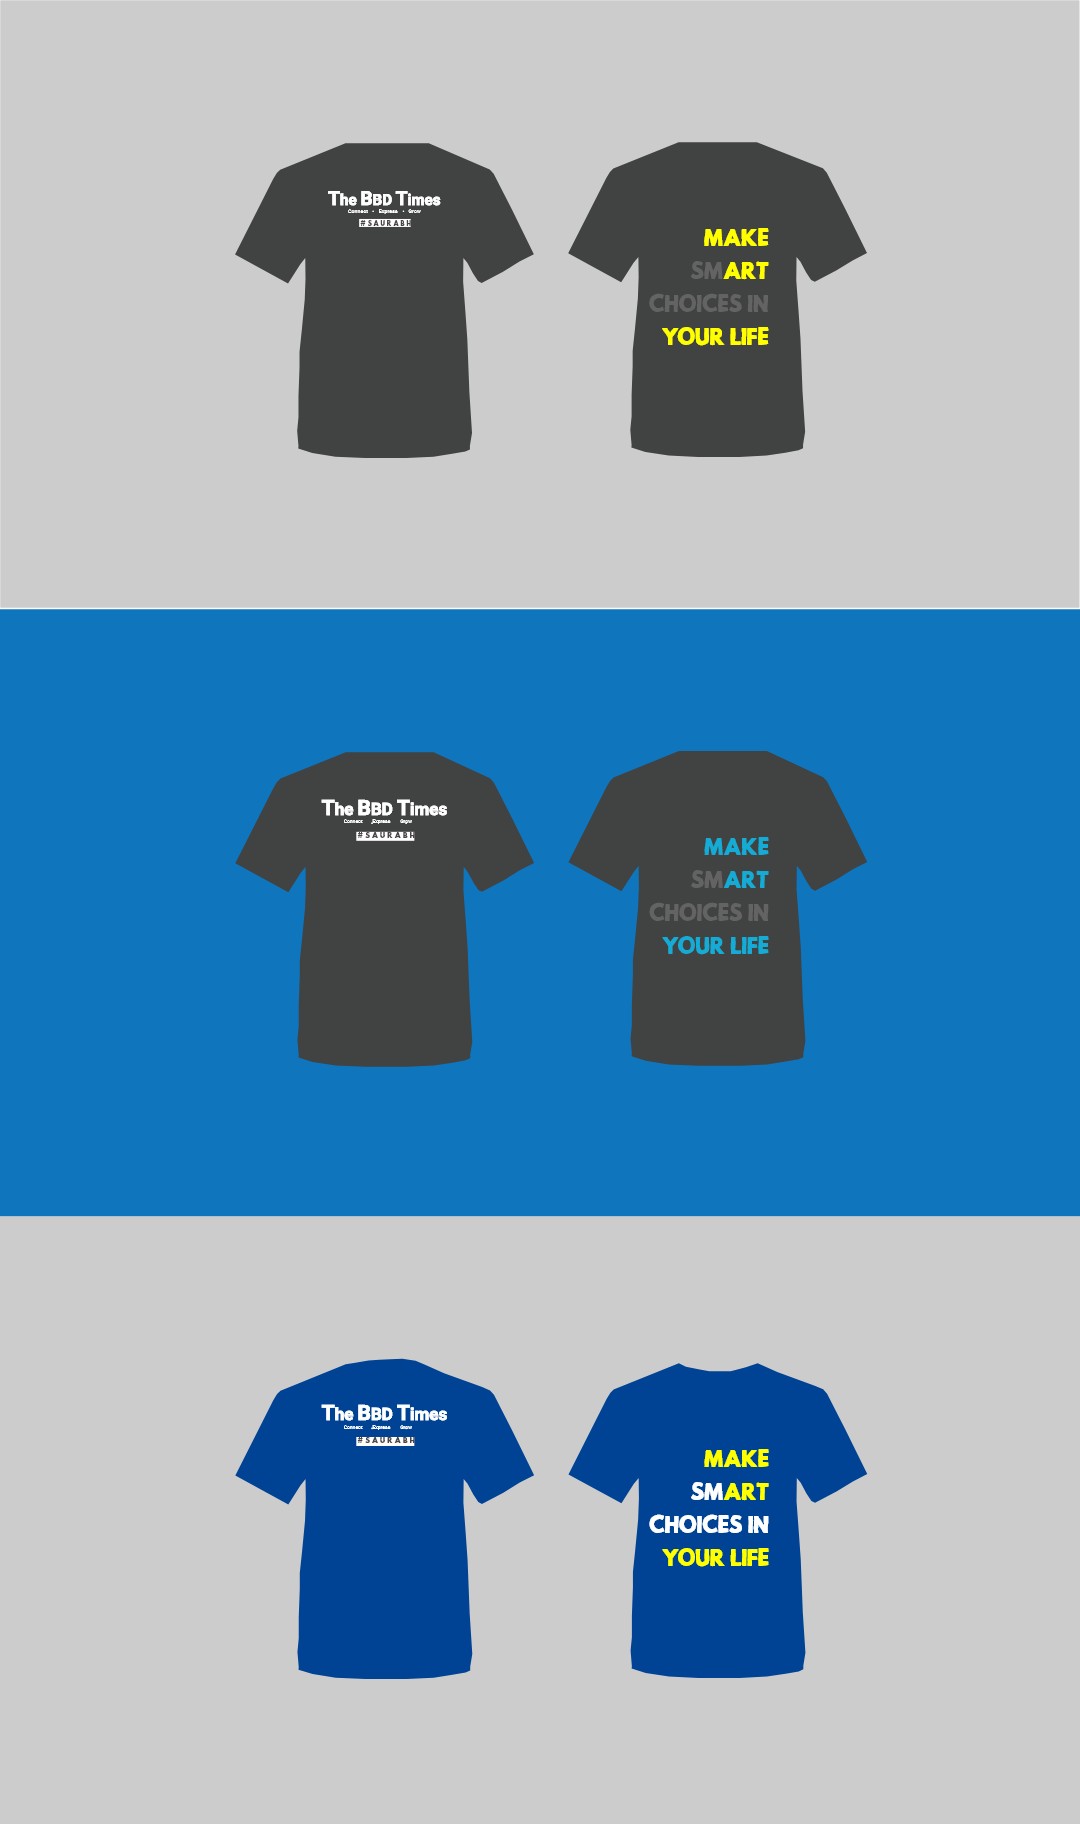 The BBD Times
Connect · Express · Grow
#SAURABH
MAKE
SMART
CHOICES IN
YOUR LIFE
The BBD Times
Connect Express Grow
#SAURABH
MAKE
SMART
CHOICES IN
YOUR LIFE
The BBD Times
Connect Express Grow
#SAURABH
MAKE
SMART
CHOICES IN
YOUR LIFE